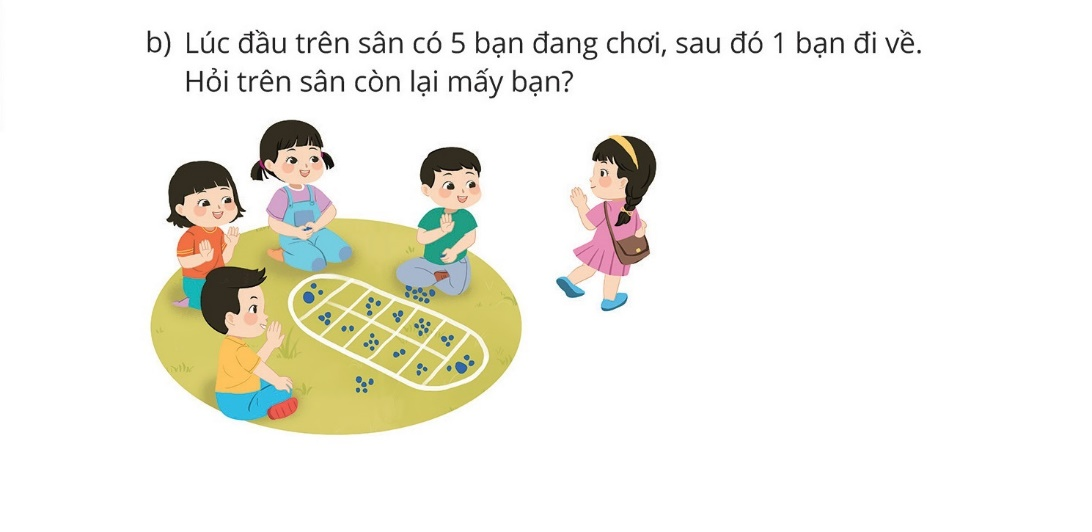 b) Lúc đầu trên sân có 5 bạn đang chơi, sau đó 1 bạn đi về.
Hỏi trên sân còn lại mấy bạn?